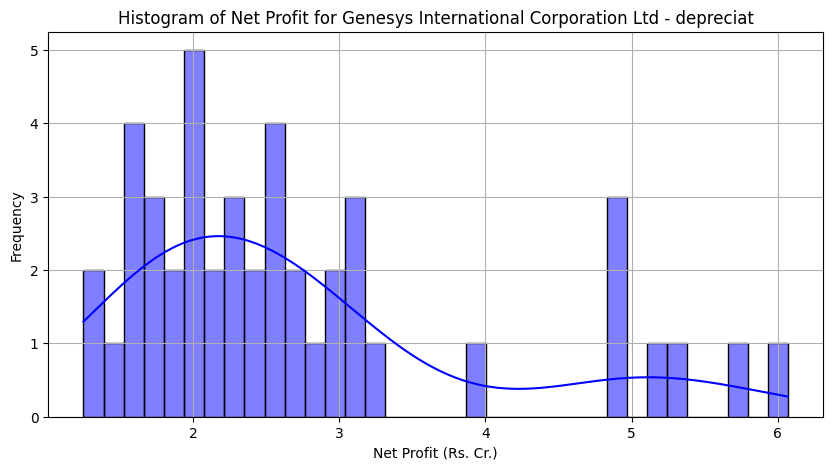 Histogram of Net Profit for Genesys International Corporation Ltd - depreciat
Frequency
5
4
3
2
1
0
2 3 4 5 6
Net Profit (Rs. Cr.)